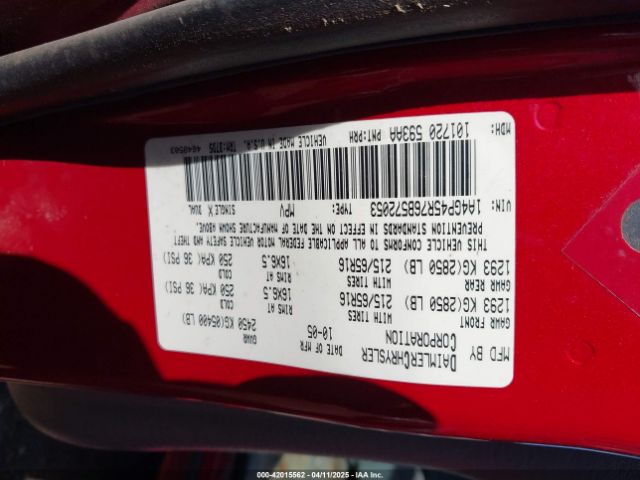 MFD BY DAIMLERCHRYSLER CORPORATION DATE OF MFR 10-05 GVWR 2450 KG(05400 LB)
GAWR FRONT WITH TIRES RIMS AT COLD
1293 KG(2850 LB) 215/65R16 16X6.5 250 KPA( 36 PSI)
GAWR REAR WITH TIRES RIMS AT COLD
1293 KG(2850 LB) 215/65R16 16X6.5 250 KPA( 36 PSI)
THIS VEHICLE CONFORMS TO ALL APPLICABLE FEDERAL MOTOR VEHICLE SAFETY AND THEFT
PREVENTION STANDARDS IN EFFECT ON THE DATE OF MANUFACTURE SHOWN ABOVE.
VIN: 1A4GP45R76B572053 TYPE: MPV SINGLE X DUAL
MDH: 101720 593AA PNT:PRH VEHICLE MADE IN U.S.A. TRM:DTD5 4648503
000-42015562 - 04/11/2025 - IAA Inc.